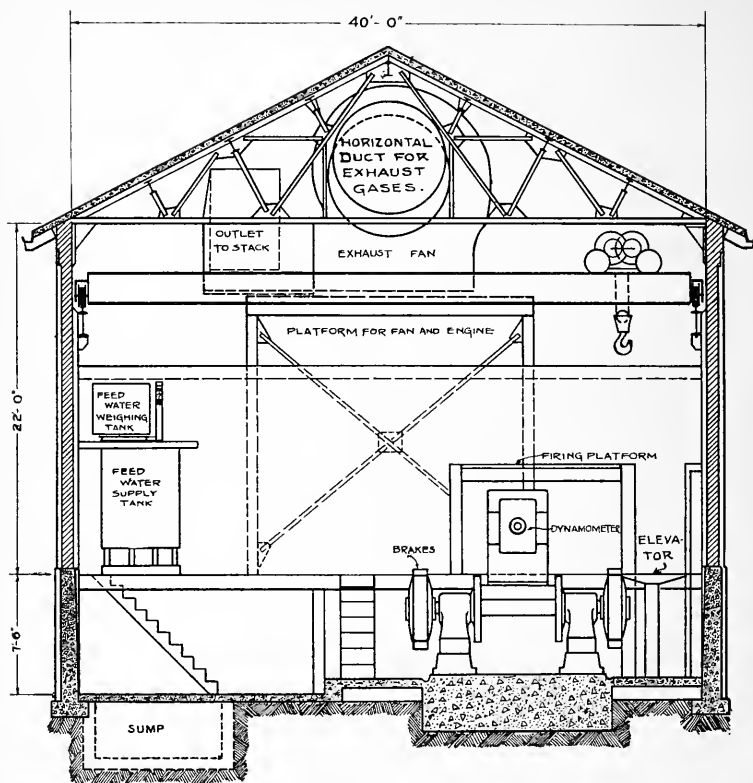 40'-0"
HORIZONTAL
DUCT FOR
EXHAUST
GASES.
OUTLET
TO STACK
EXHAUST FAN
PLATFORM FOR FAN AND ENGINE
22'-0"
FEED
WATER
WEIGHING
TANK
FEED
WATER
SUPPLY
TANK
FIRING PLATFORM
DYNAMOMETER
BRAKES
ELEVA-
TOR
7'-6"
SUMP